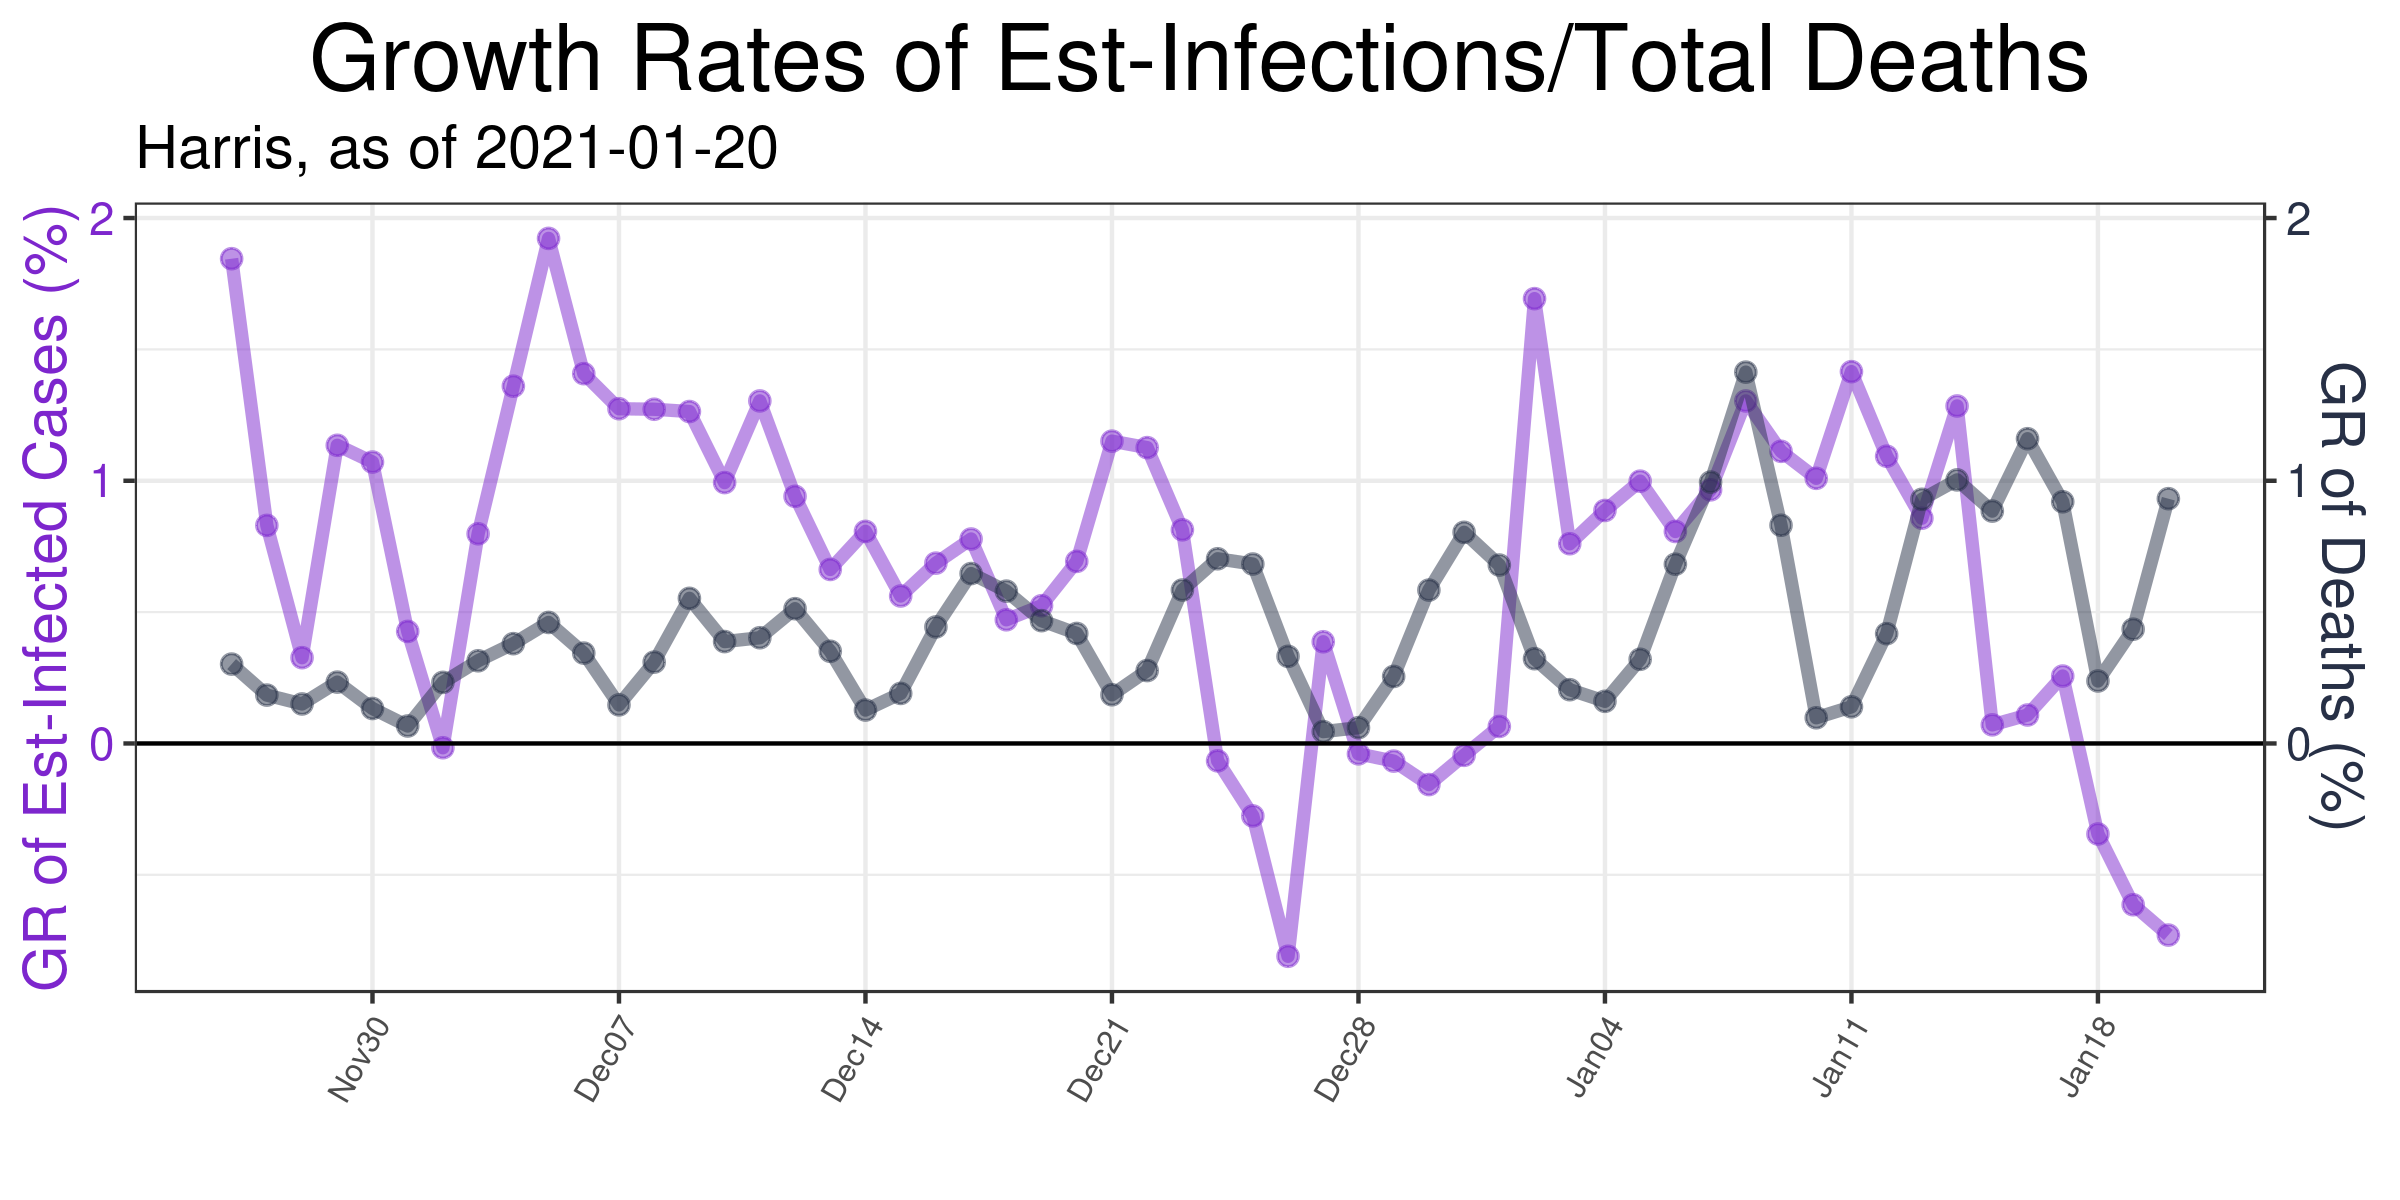 Growth Rates of Est-Infections/Total Deaths
Harris, as of 2021-01-20
GR of Est-Infected Cases (%)
2
1
0
2
1
0
GR of Deaths (%)
Nov30
Dec07
Dec14
Dec21
Dec28
Jan04
Jan11
Jan18